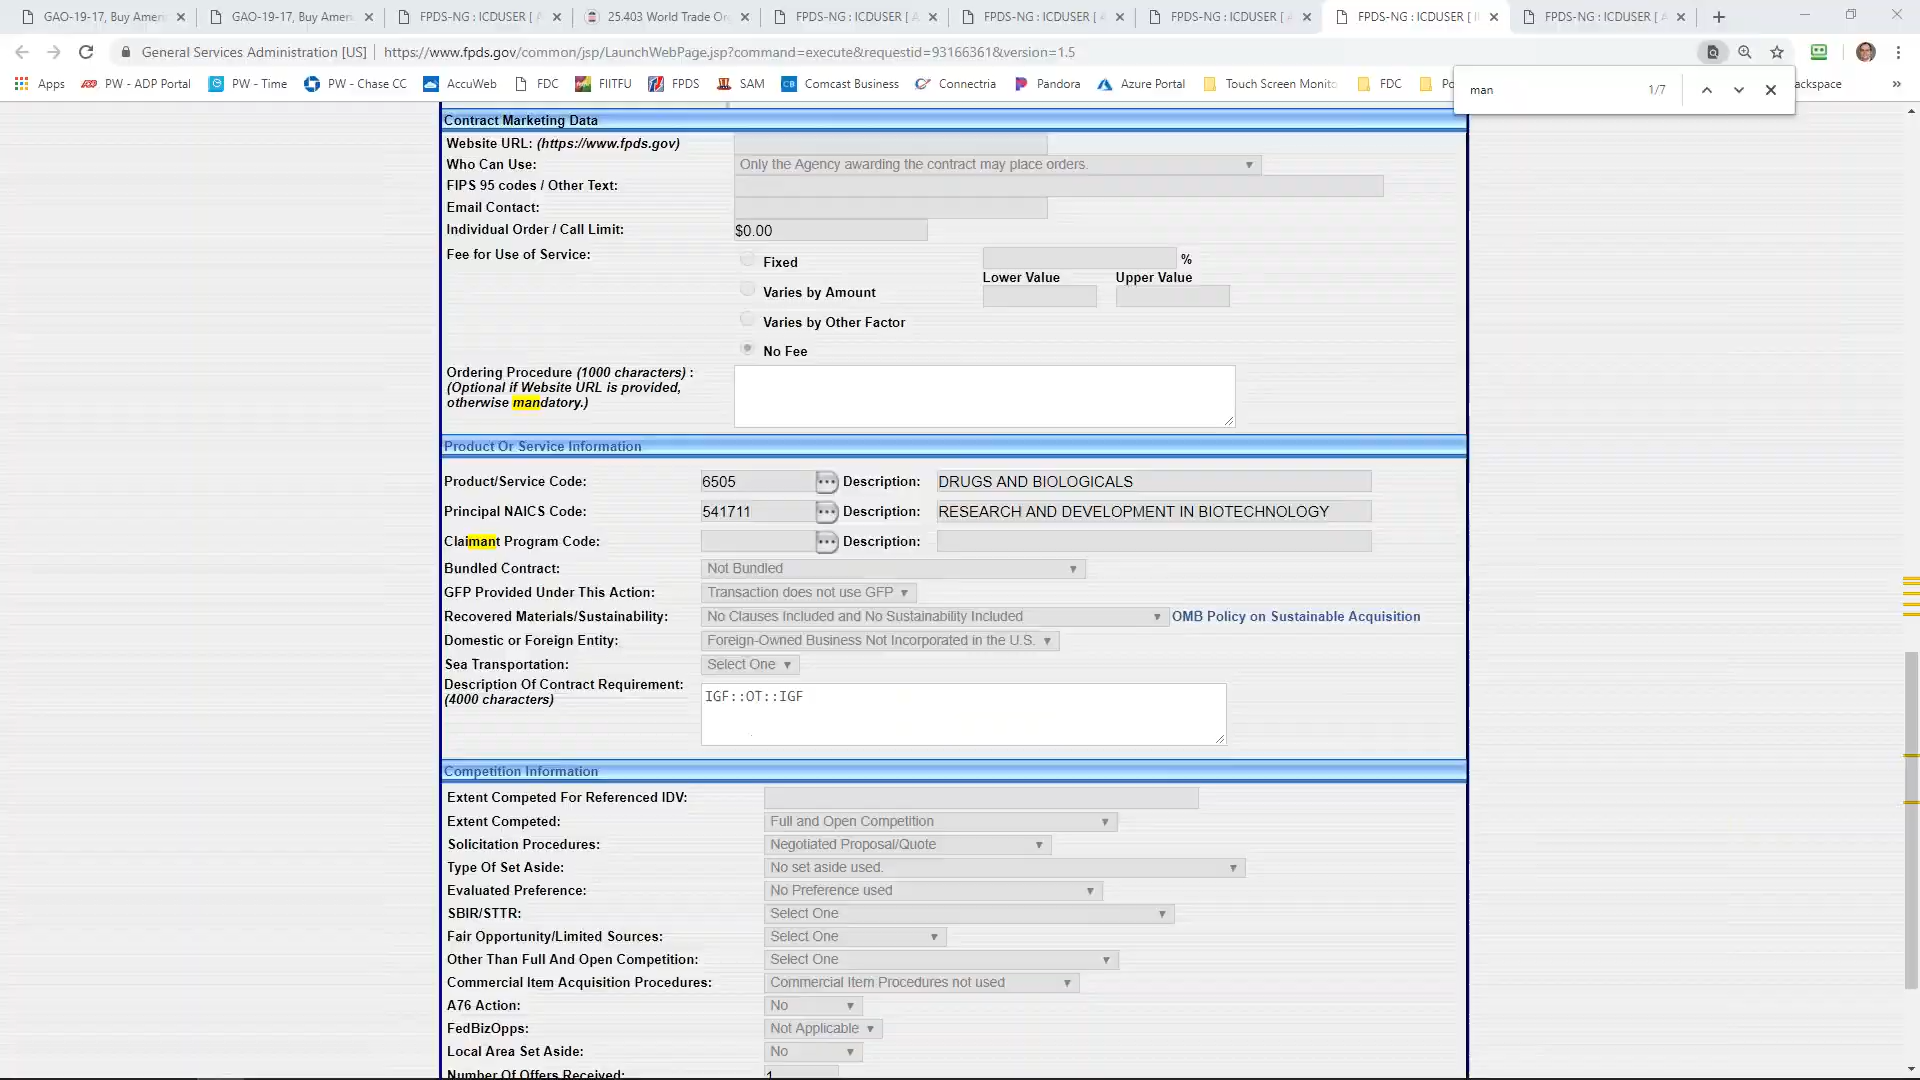 GAO-19-17, Buy Ameri
GAO-19-17, Buy Ameri
FPDS-NG : ICDUSER [
25.403 World Trade Or
FPDS-NG : ICDUSER [
FPDS-NG : ICDUSER [
FPDS-NG : ICDUSER [
FPDS-NG : ICDUSER [
FPDS-NG : ICDUSER [
General Services Administration [US] | https://www.fpds.gov/common/jsp/LaunchWebPage.jsp?command=execute&requestid=93166361&version=1.5
Apps PW - ADP Portal PW - Time PW - Chase CC AccuWeb FDC FIITFU FPDS SAM Comcast Business Connectria Pandora Azure Portal Touch Screen Monito FDC Po ackspace »
man 1/7
Contract Marketing Data
Website URL: (https://www.fpds.gov)
Who Can Use: Only the Agency awarding the contract may place orders.
FIPS 95 codes / Other Text:
Email Contact:
Individual Order / Call Limit: $0.00
Fee for Use of Service: Fixed %
Lower Value Upper Value
Varies by Amount
Varies by Other Factor
No Fee
Ordering Procedure (1000 characters) :
(Optional if Website URL is provided,
otherwise mandatory.)
Product Or Service Information
Product/Service Code: 6505 Description: DRUGS AND BIOLOGICALS
Principal NAICS Code: 541711 Description: RESEARCH AND DEVELOPMENT IN BIOTECHNOLOGY
Claimant Program Code: Description:
Bundled Contract: Not Bundled
GFP Provided Under This Action: Transaction does not use GFP
Recovered Materials/Sustainability: No Clauses Included and No Sustainability Included OMB Policy on Sustainable Acquisition
Domestic or Foreign Entity: Foreign-Owned Business Not Incorporated in the U.S.
Sea Transportation: Select One
Description Of Contract Requirement: IGF::OT::IGF
(4000 characters)
Competition Information
Extent Competed For Referenced IDV:
Extent Competed: Full and Open Competition
Solicitation Procedures: Negotiated Proposal/Quote
Type Of Set Aside: No set aside used.
Evaluated Preference: No Preference used
SBIR/STTR: Select One
Fair Opportunity/Limited Sources: Select One
Other Than Full And Open Competition: Select One
Commercial Item Acquisition Procedures: Commercial Item Procedures not used
A76 Action: No
FedBizOpps: Not Applicable
Local Area Set Aside: No
Number Of Offers Received: 1